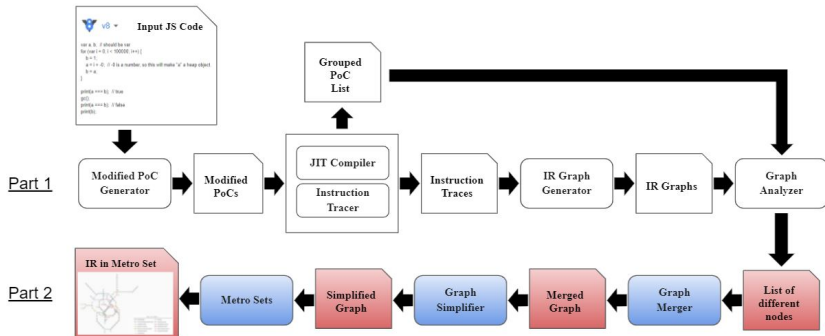 v8
Input JS Code
var a, b; // should be var
for (var i = 0; i < 100000; i++) {
b = 1;
a = i + -0; // -0 is a number, so this will make "a" a heap object
b = a;
}
print(a === b); // true
gc();
print(a === b); // false
print(b);
Grouped
PoC
List
Part 1
Modified PoC
Generator
Modified
PoCs
JIT Compiler
Instruction
Tracer
Instruction
Traces
IR Graph
Generator
IR Graphs
Graph
Analyzer
Part 2
IR in Metro Set
Metro Sets
Simplified
Graph
Graph
Simplifier
Merged
Graph
Graph
Merger
List of
different
nodes